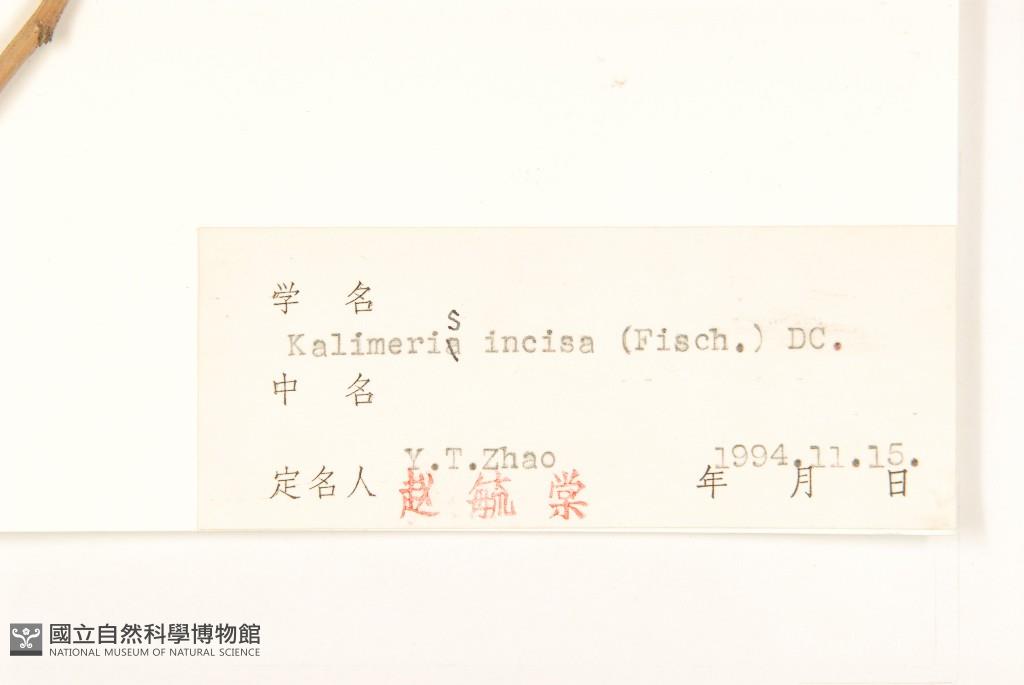 学 名
Kalimeris incisa (Fisch.) DC.
中 名
Y.T.Zhao 1994.11.15.
定名人 赵毓棠 年 月 日
國立自然科學博物館
NATIONAL MUSEUM OF NATURAL SCIENCE